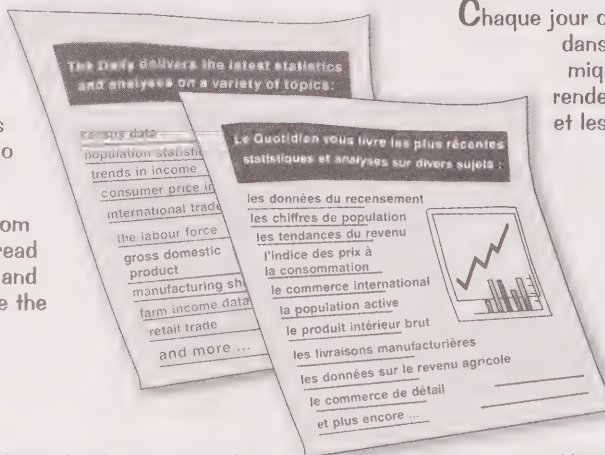 Chaque jour
dans
miq
rende
et les
s
o
om
read
and
e the
The Daily delivers the latest statistics
and analyses on a variety of topics:
census data
population statisti
trends in income
consumer price in
international trade
the labour force
gross domestic
product
manufacturing sh
farm income data
retail trade
and more ...
Le Quotidien vous livre les plus récentes
statistiques et analyses sur divers sujets :
les données du recensement
les chiffres de population
les tendances du revenu
l'indice des prix à
la consommation
le commerce international
la population active
le produit intérieur brut
les livraisons manufacturières
les données sur le revenu agricole
le commerce de détail
et plus encore ...